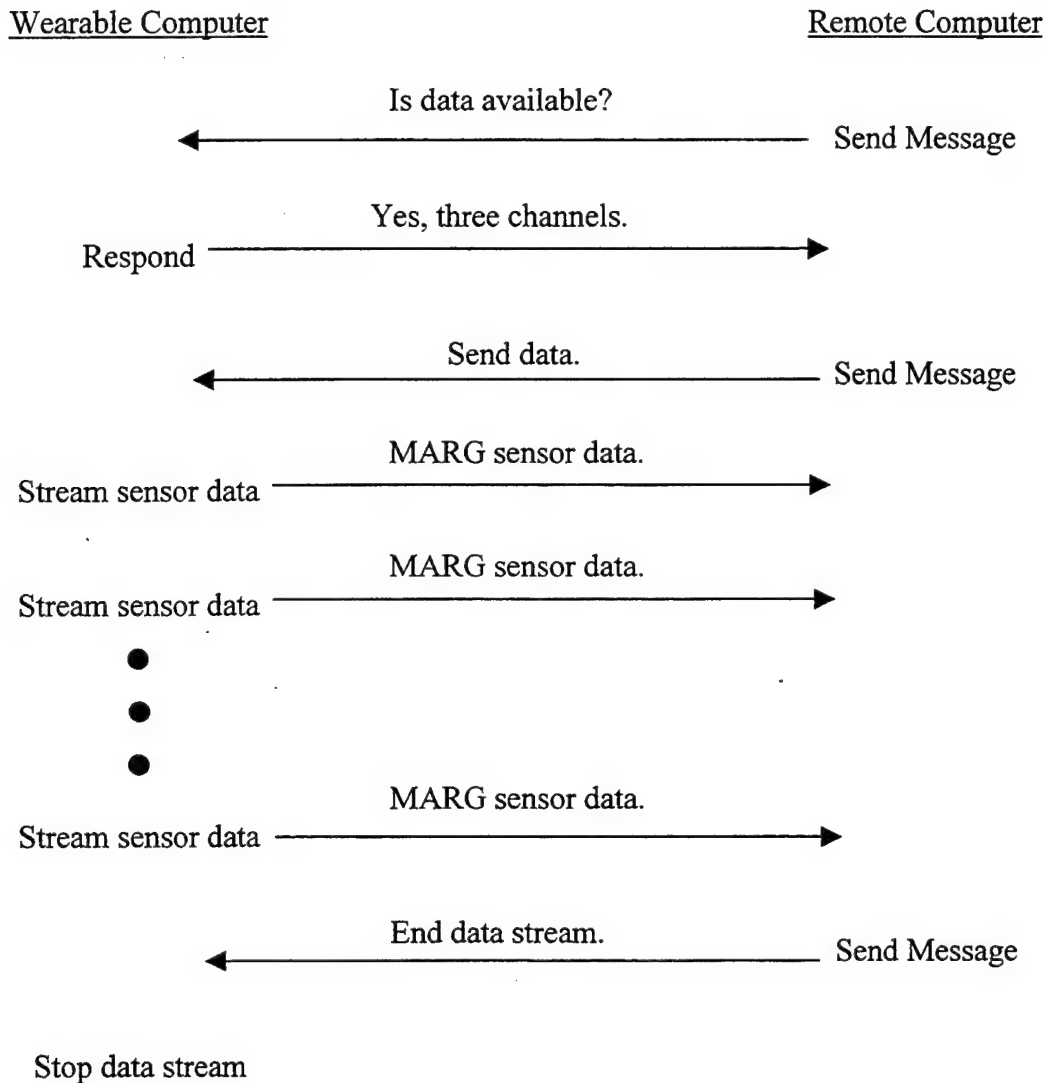 Wearable Computer Remote Computer
Is data available?
Send Message
Yes, three channels.
Respond
Send data.
Send Message
MARG sensor data.
Stream sensor data
MARG sensor data.
Stream sensor data
MARG sensor data.
Stream sensor data
End data stream.
Send Message
Stop data stream